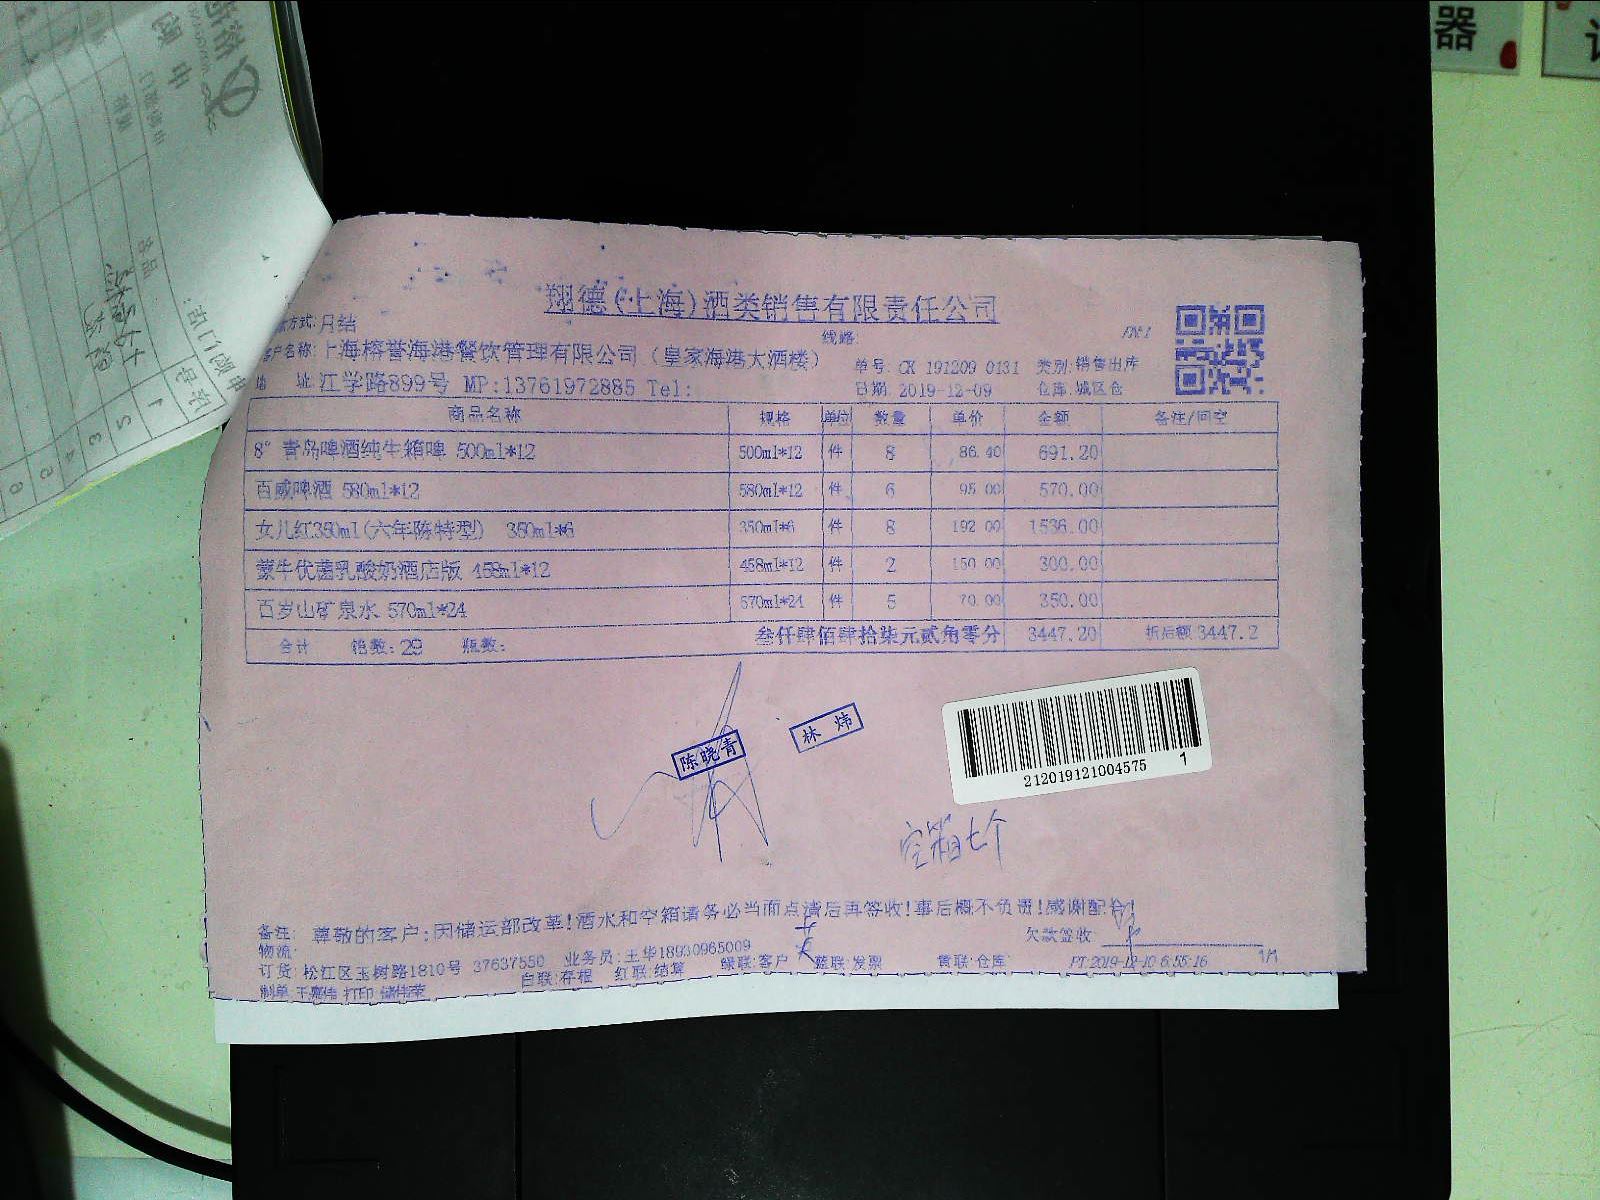 翔德(上海)酒类销售有限责任公司
方式:月结
线路:
客户名称:上海榕誉海港餐饮管理有限公司(皇家海港大酒楼)
单号: CK 191209 0131 类别:销售出库
址:江学路899号 MP:13761972885 Tel:
日期:2019-12-09 仓库:城区仓
商品名称 规格 单位 数量 单价 金额 备注/回空
8° 青岛啤酒纯生箱啤 500ml*12 500ml*12 件 8 86.40 691.20
百威啤酒 580ml*12 580ml*12 件 6 95.00 570.00
女儿红350ml(六年陈特型) 350ml*6 350ml*6 件 8 192.00 1536.00
蒙牛优菌乳酸奶酒店版 458ml*12 458ml*12 件 2 150.00 300.00
百岁山矿泉水 570ml*24 570ml*24 件 5 70.00 350.00
合计 箱数: 29 瓶数: 叁仟肆佰肆拾柒元贰角零分 3447.20 折后额 3447.2
陈晓青
林炜
212019121004575 1
空箱七个
备注: 尊敬的客户:因储运部改革!酒水和空箱请务必当面点清后再签收!事后概不负责!感谢配合!
物流:
欠款签收:
订货 松江区玉树路1810号 37637550 业务员:王华18930965009
白联:存根 红联:结算 绿联:客户 蓝联:发票 黄联:仓库 PT:2019-12-10 6:55:16 1/1
器